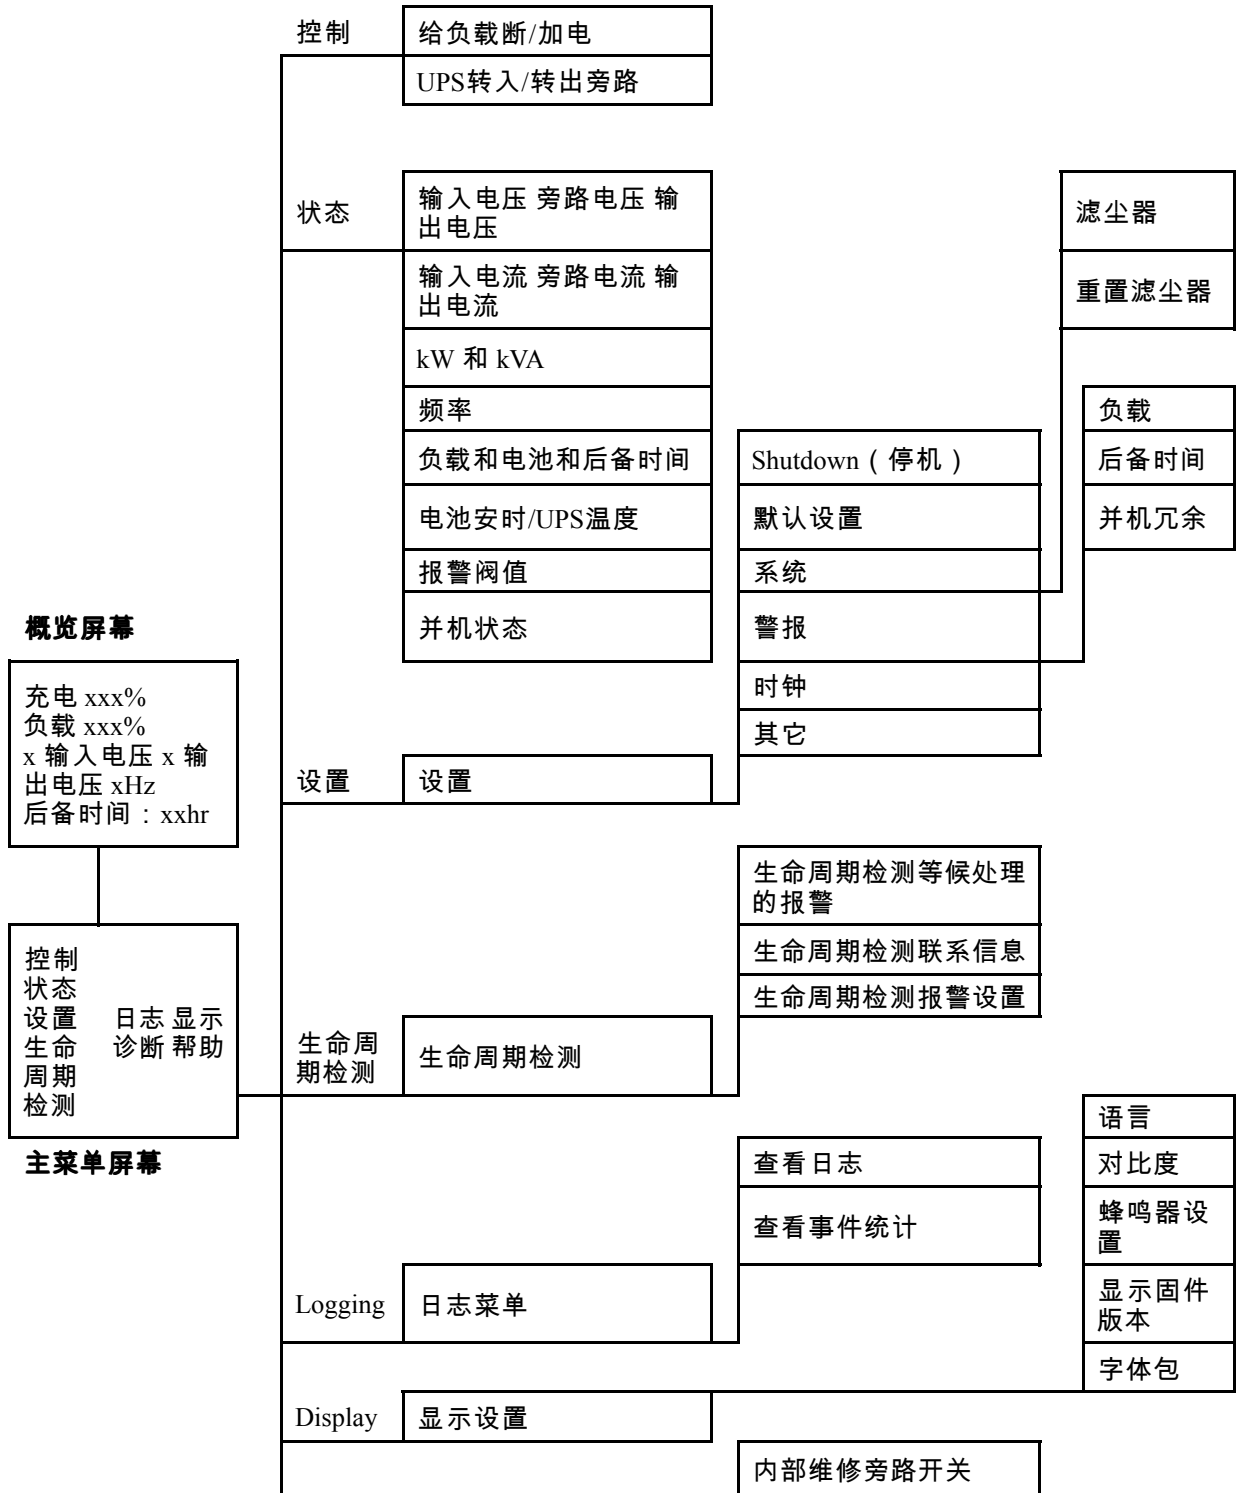 控制
给负载断/加电
UPS转入/转出旁路
状态
输入电压 旁路电压 输
出电压
输入电流 旁路电流 输
出电流
kW 和 kVA
频率
负载和电池和后备时间
电池安时/UPS温度
报警阀值
并机状态
滤尘器
重置滤尘器
负载
后备时间
并机冗余
Shutdown（停机）
默认设置
系统
警报
时钟
其它
概览屏幕
充电 xxx%
负载 xxx%
x 输入电压 x 输
出电压 xHz
后备时间：xxhr
设置
设置
控制
状态
设置
生命
周期
检测
日志 显示
诊断 帮助
主菜单屏幕
生命周
期检测
生命周期检测
生命周期检测等候处理
的报警
生命周期检测联系信息
生命周期检测报警设置
Logging
日志菜单
查看日志
查看事件统计
语言
对比度
蜂鸣器设
置
显示固件
版本
字体包
Display
显示设置
内部维修旁路开关